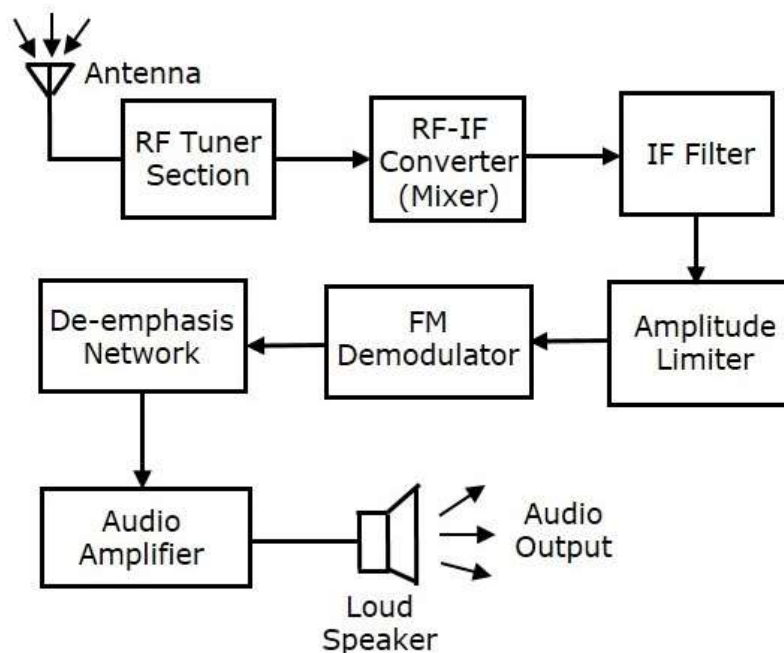 Antenna
RF Tuner
Section
RF-IF
Converter
(Mixer)
IF Filter
Amplitude
Limiter
FM
Demodulator
De-emphasis
Network
Audio
Amplifier
Loud
Speaker
Audio
Output